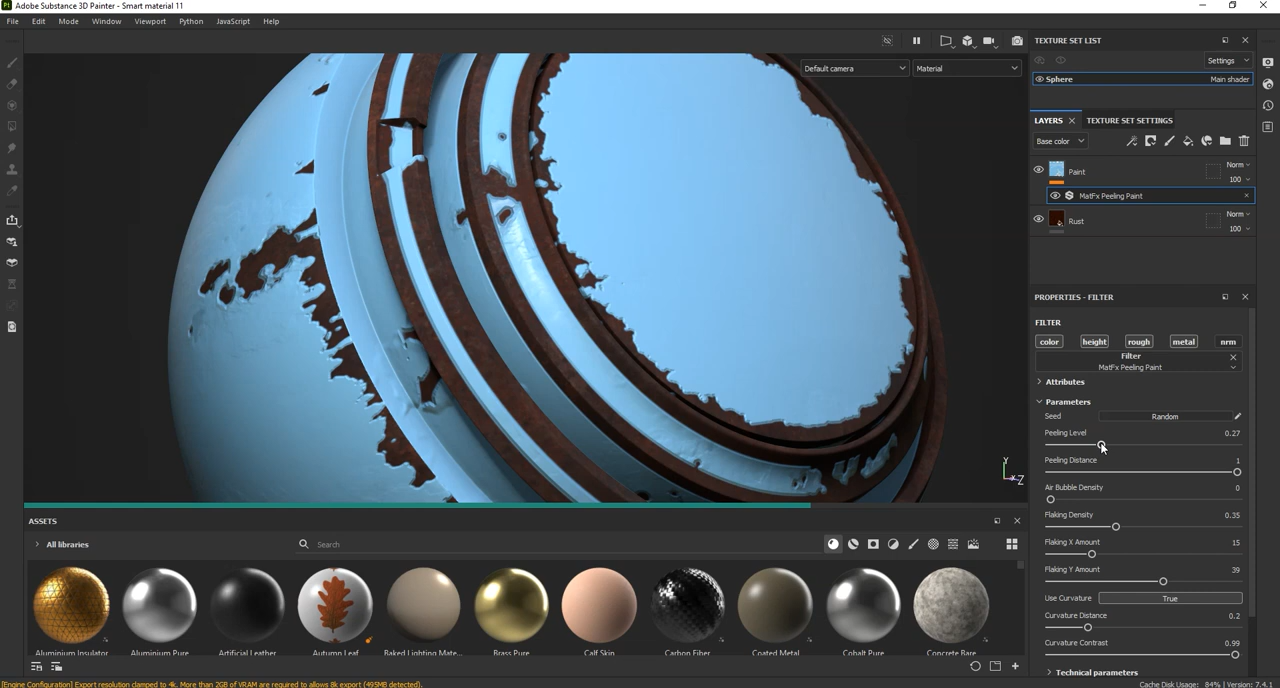 Pt Adobe Substance 3D Painter - Smart material 11
File Edit Mode Window Viewport Python JavaScript Help
Default camera
Material
TEXTURE SET LIST
Settings
Sphere Main shader
LAYERS TEXTURE SET SETTINGS
Base color
Paint Norm
100
MatFx Peeling Paint
Rust Norm
100
PROPERTIES - FILTER
FILTER
color height rough metal nrm
Filter
MatFx Peeling Paint
Attributes
Parameters
Seed Random
Peeling Level 0.27
Peeling Distance 1
Air Bubble Density 0
Flaking Density 0.35
Flaking X Amount 15
Flaking Y Amount 39
Use Curvature True
Curvature Distance 0.2
Curvature Contrast 0.99
Technical parameters
Y
Z
ASSETS
All libraries
Search
Aluminium Insulator Aluminium Pure Artificial Leather Autumn Leaf Baked Lighting Mate... Brass Pure Calf Skin Carbon Fiber Coated Metal Cobalt Pure Concrete Bare
[Engine Configuration] Export resolution clamped to 4k. More than 2GB of VRAM are required to allows 8k export (495MB detected).
Cache Disk Usage: 84% | Version: 7.4.1